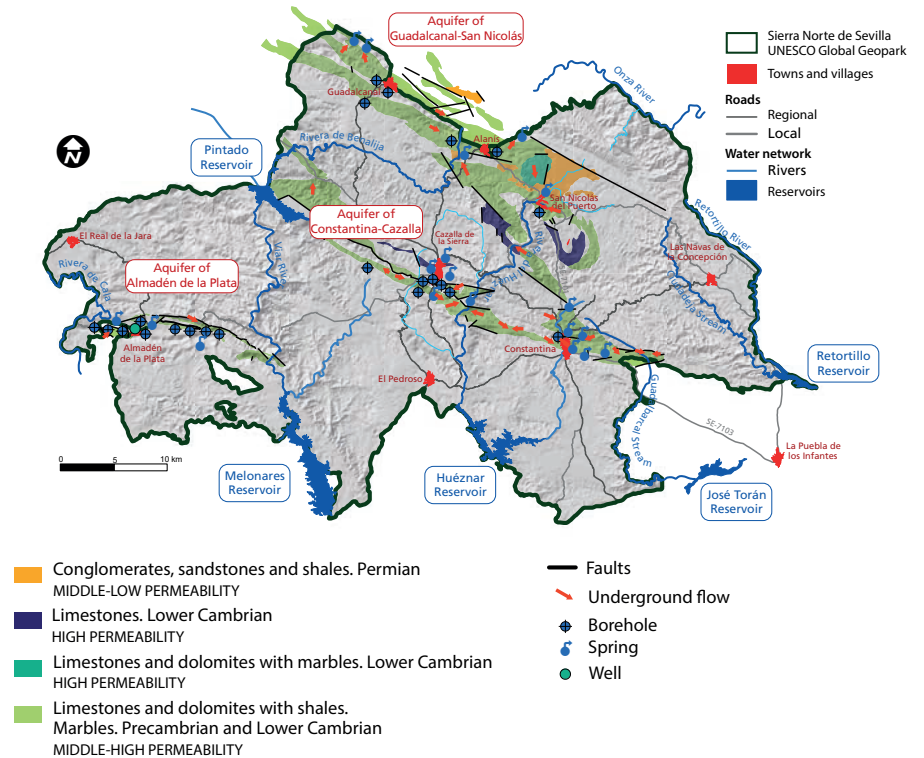 Aquifer of
Guadalcanal-San Nicolás
Sierra Norte de Sevilla
UNESCO Global Geopark
Towns and villages
Roads
Regional
Local
Water network
Rivers
Reservoirs
Onza River
Guadalcanal
Alanís
Rivera de Benalija
N
Pintado
Reservoir
San Nicolás
del Puerto
Aquifer of
Constantina-Cazalla
Cazalla de
la Sierra
Retortillo River
El Real de la Jara
Las Navas de
la Concepción
Aquifer of
Almadén de la Plata
Rivera de Cala
Almadén
de la Plata
Constantina
El Pedroso
Retortillo
Reservoir
Guadalbarcal Stream
SE-7103
La Puebla de
los Infantes
0 5 10 km
Melonares
Reservoir
Huéznar
Reservoir
José Torán
Reservoir
Conglomerates, sandstones and shales. Permian
MIDDLE-LOW PERMEABILITY
Limestones. Lower Cambrian
HIGH PERMEABILITY
Limestones and dolomites with marbles. Lower Cambrian
HIGH PERMEABILITY
Limestones and dolomites with shales.
Marbles. Precambrian and Lower Cambrian
MIDDLE-HIGH PERMEABILITY
Faults
Underground flow
Borehole
Spring
Well